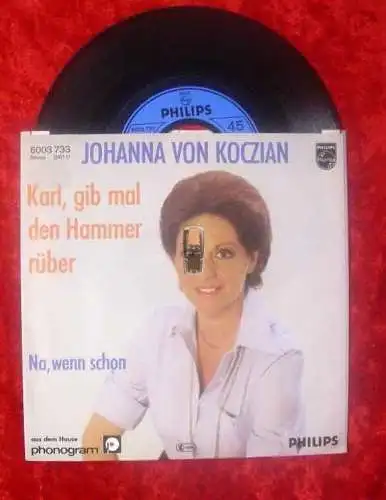 PHILIPS
45
6003 733
JOHANNA VON KOCZIAN
PHILIPS
Karl, gib mal
den Hammer
rüber
Na, wenn schon
aus dem Hause
phonogram
PHILIPS